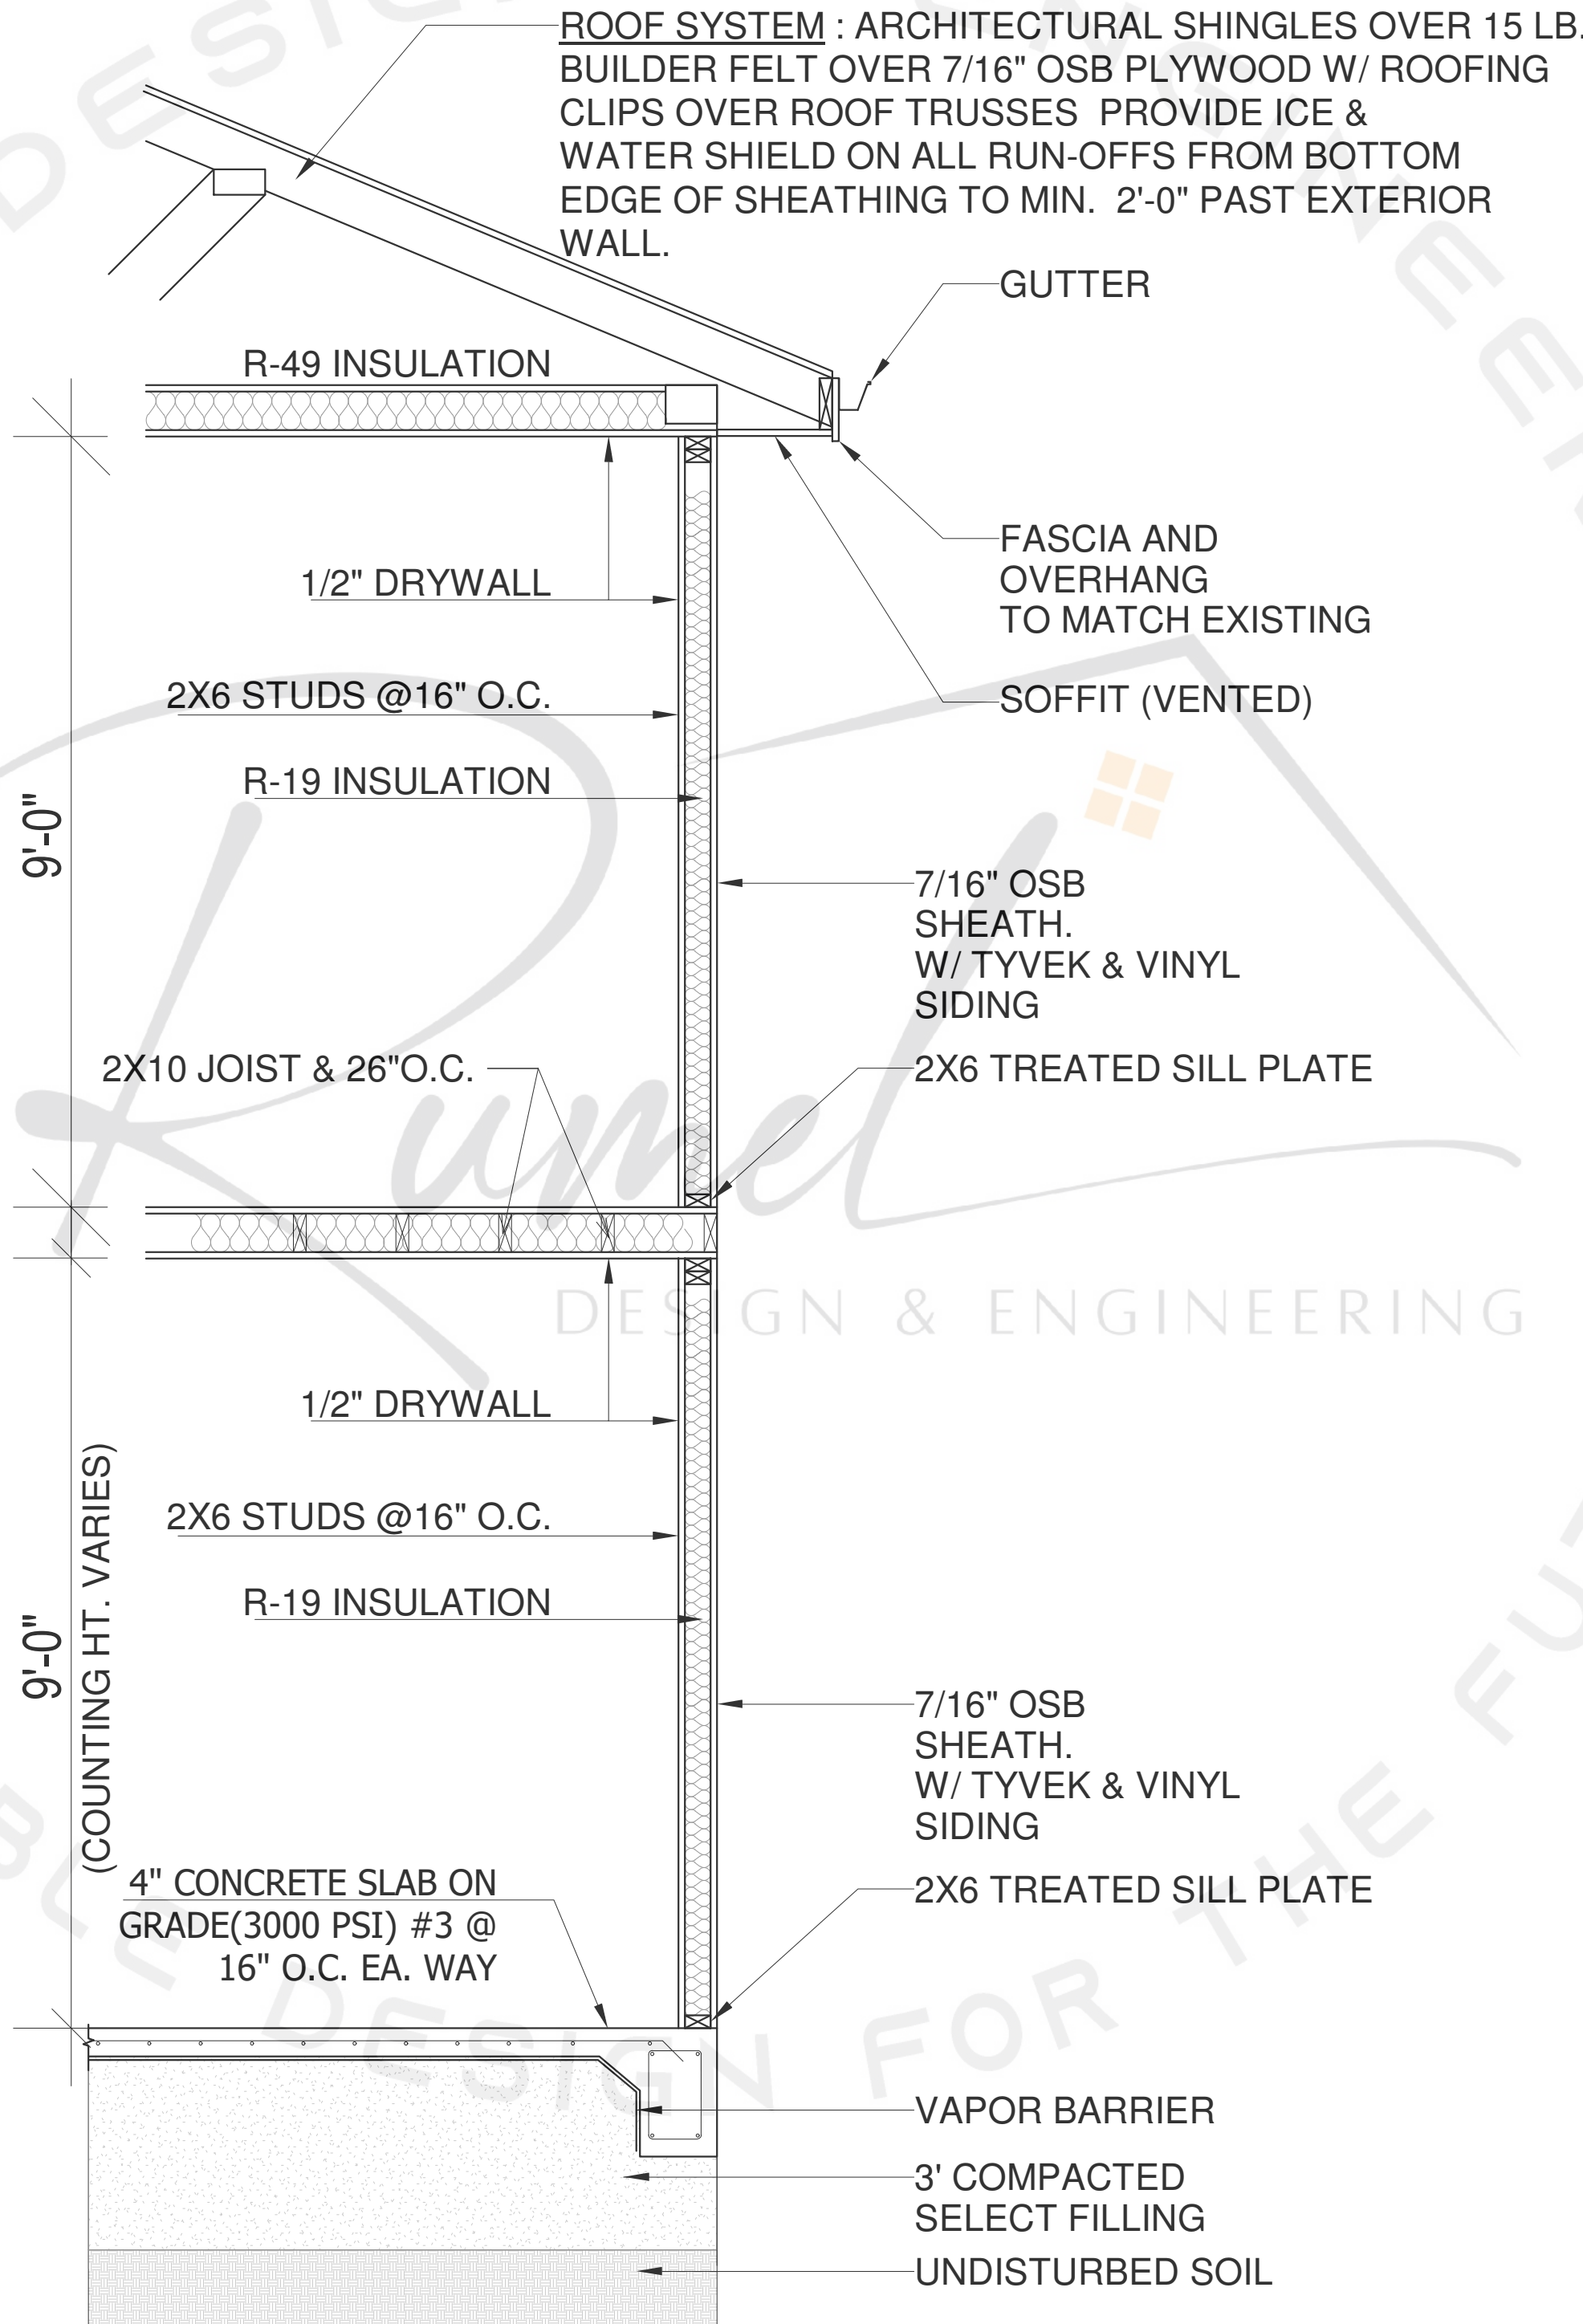 ROOF SYSTEM : ARCHITECTURAL SHINGLES OVER 15 LB.
BUILDER FELT OVER 7/16" OSB PLYWOOD W/ ROOFING
CLIPS OVER ROOF TRUSSES  PROVIDE ICE &
WATER SHIELD ON ALL RUN-OFFS FROM BOTTOM
EDGE OF SHEATHING TO MIN.  2'-0" PAST EXTERIOR
WALL.
GUTTER
R-49 INSULATION
FASCIA AND
OVERHANG
TO MATCH EXISTING
1/2" DRYWALL
2X6 STUDS @16" O.C.
SOFFIT (VENTED)
R-19 INSULATION
9'-0"
7/16" OSB
SHEATH.
W/ TYVEK & VINYL
SIDING
2X10 JOIST & 26"O.C.
2X6 TREATED SILL PLATE
Rumel
DESIGN & ENGINEERING
1/2" DRYWALL
2X6 STUDS @16" O.C.
R-19 INSULATION
9'-0"
(COUNTING HT. VARIES)
7/16" OSB
SHEATH.
W/ TYVEK & VINYL
SIDING
4" CONCRETE SLAB ON
GRADE(3000 PSI) #3 @
16" O.C. EA. WAY
2X6 TREATED SILL PLATE
VAPOR BARRIER
3' COMPACTED
SELECT FILLING
UNDISTURBED SOIL
DESIGN FOR THE